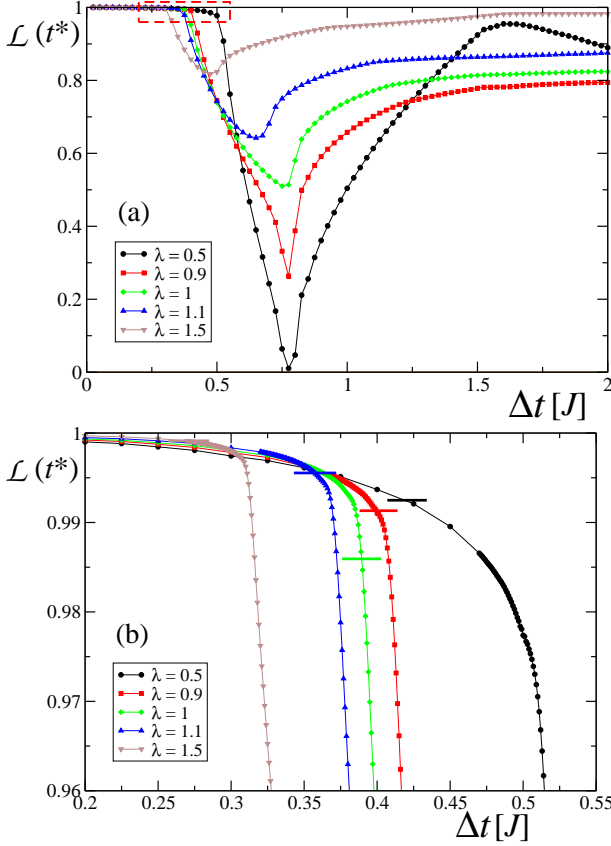 1
0.8
0.6
0.4
0.2
0
ℒ (t*)
(a)
λ = 0.5
λ = 0.9
λ = 1
λ = 1.1
λ = 1.5
0 0.5 1 1.5 2
Δt [J]
1
0.99
0.98
0.97
0.96
ℒ (t*)
(b)
λ = 0.5
λ = 0.9
λ = 1
λ = 1.1
λ = 1.5
0.2 0.25 0.3 0.35 0.4 0.45 0.5 0.55
Δt [J]